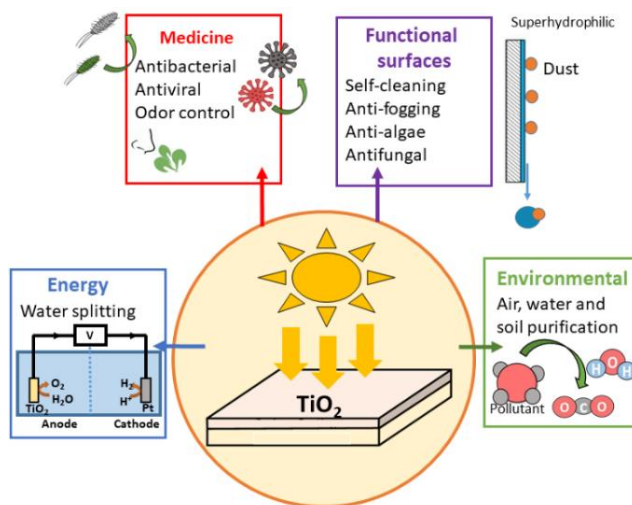 Medicine
Antibacterial
Antiviral
Odor control
Functional
surfaces
Self-cleaning
Anti-fogging
Anti-algae
Antifungal
Superhydrophilic
Dust
Energy
Water splitting
V
O₂
H₂O
TiO₂
Anode
H₂
H⁺
Pt
Cathode
TiO₂
Environmental
Air, water and
soil purification
Pollutant
H O H
O C O